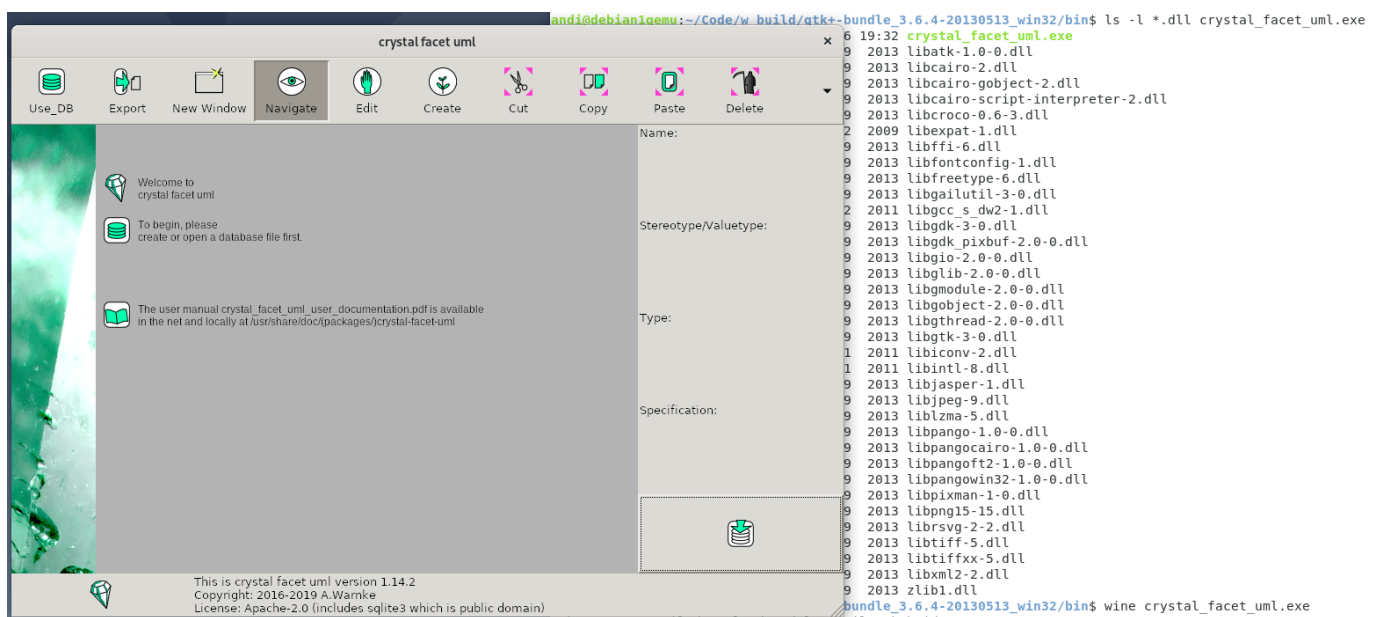 andi@debian1qemu:~/Code/w_build/gtk+-bundle_3.6.4-20130513_win32/bin$ ls -l *.dll crystal_facet_uml.exe
crystal facet uml ×
Use_DB Export New Window Navigate Edit Create Cut Copy Paste Delete
Welcome to
crystal facet uml
To begin, please
create or open a database file first.
The user manual crystal_facet_uml_user_documentation.pdf is available
in the net and locally at /usr/share/doc/(packages/)crystal-facet-uml
Name:
Stereotype/Valuetype:
Type:
Specification:
This is crystal facet uml version 1.14.2
Copyright: 2016-2019 A.Warnke
License: Apache-2.0 (includes sqlite3 which is public domain)
6 19:32 crystal_facet_uml.exe
9 2013 libatk-1.0-0.dll
9 2013 libcairo-2.dll
9 2013 libcairo-gobject-2.dll
9 2013 libcairo-script-interpreter-2.dll
9 2013 libcroco-0.6-3.dll
2 2009 libexpat-1.dll
9 2013 libffi-6.dll
9 2013 libfontconfig-1.dll
9 2013 libfreetype-6.dll
9 2013 libgailutil-3-0.dll
2 2011 libgcc_s_dw2-1.dll
9 2013 libgdk-3-0.dll
9 2013 libgdk_pixbuf-2.0-0.dll
9 2013 libgio-2.0-0.dll
9 2013 libglib-2.0-0.dll
9 2013 libgmodule-2.0-0.dll
9 2013 libgobject-2.0-0.dll
9 2013 libgthread-2.0-0.dll
9 2013 libgtk-3-0.dll
1 2011 libiconv-2.dll
1 2011 libintl-8.dll
9 2013 libjasper-1.dll
9 2013 libjpeg-9.dll
9 2013 liblzma-5.dll
9 2013 libpango-1.0-0.dll
9 2013 libpangocairo-1.0-0.dll
9 2013 libpangoft2-1.0-0.dll
9 2013 libpangowin32-1.0-0.dll
9 2013 libpixman-1-0.dll
9 2013 libpng15-15.dll
9 2013 librsvg-2-2.dll
9 2013 libtiff-5.dll
9 2013 libtiffxx-5.dll
9 2013 libxml2-2.dll
9 2013 zlib1.dll
bundle_3.6.4-20130513_win32/bin$ wine crystal_facet_uml.exe